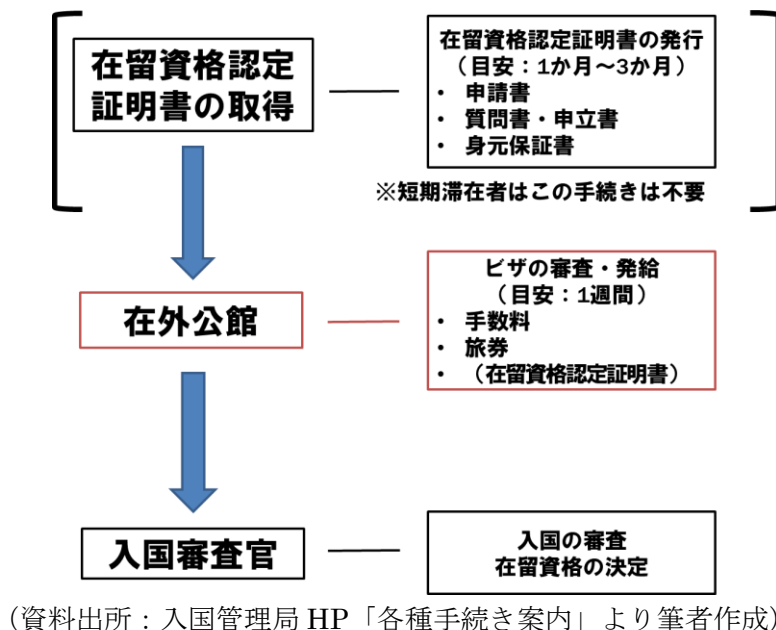 在留資格認定
証明書の取得
在留資格認定証明書の発行
（目安：1か月～3か月）
・ 申請書
・ 質問書・申立書
・ 身元保証書
※短期滞在者はこの手続きは不要
在外公館
ビザの審査・発給
（目安：1週間）
・ 手数料
・ 旅券
・ （在留資格認定証明書）
入国審査官
入国の審査
在留資格の決定
（資料出所：入国管理局 HP「各種手続き案内」より筆者作成）